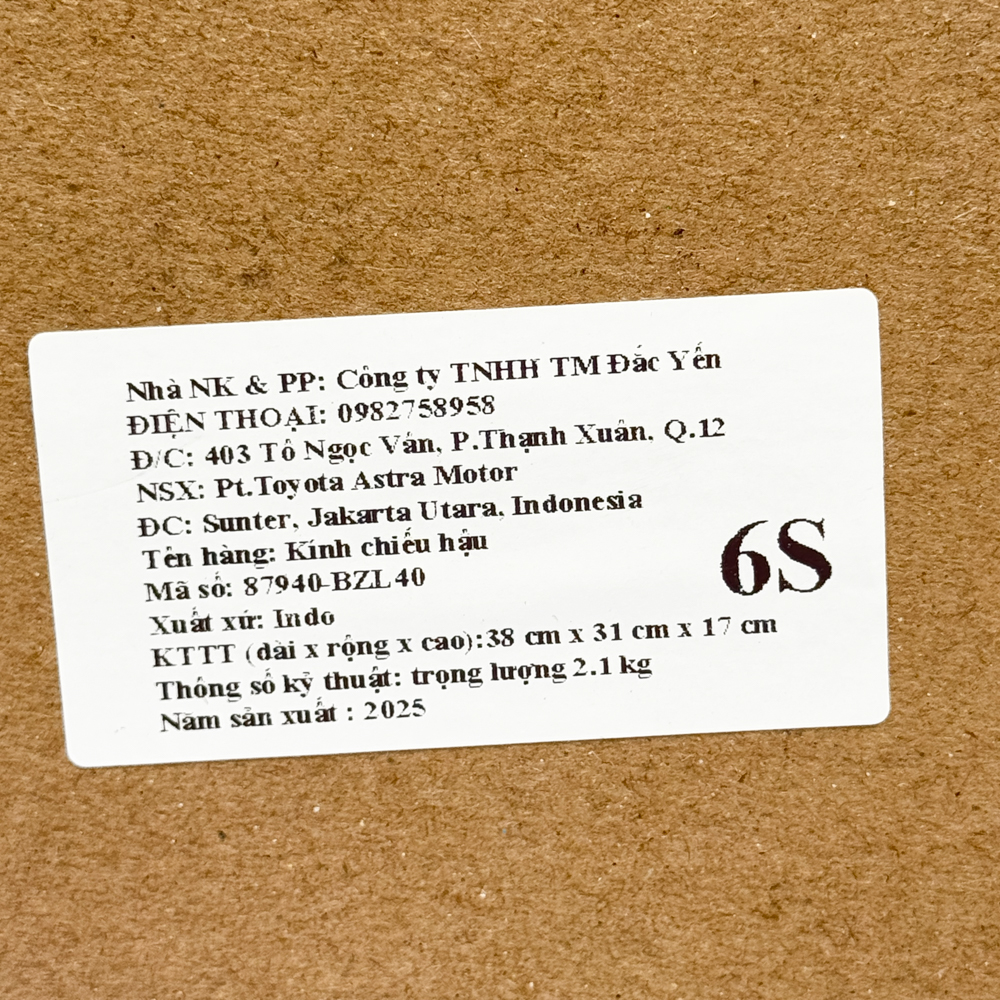 Nhà NK & PP: Công ty TNHH TM Đắc Yến
ĐIỆN THOẠI: 0982758958
Đ/C: 403 Tô Ngọc Vân, P.Thạnh Xuân, Q.12
NSX: Pt.Toyota Astra Motor
ĐC: Sunter, Jakarta Utara, Indonesia
Tên hàng: Kính chiếu hậu
Mã số: 87940-BZL40
6S
Xuất xứ: Indo
KTTT (dài x rộng x cao):38 cm x 31 cm x 17 cm
Thông số kỹ thuật: trọng lượng 2.1 kg
Năm sản xuất : 2025